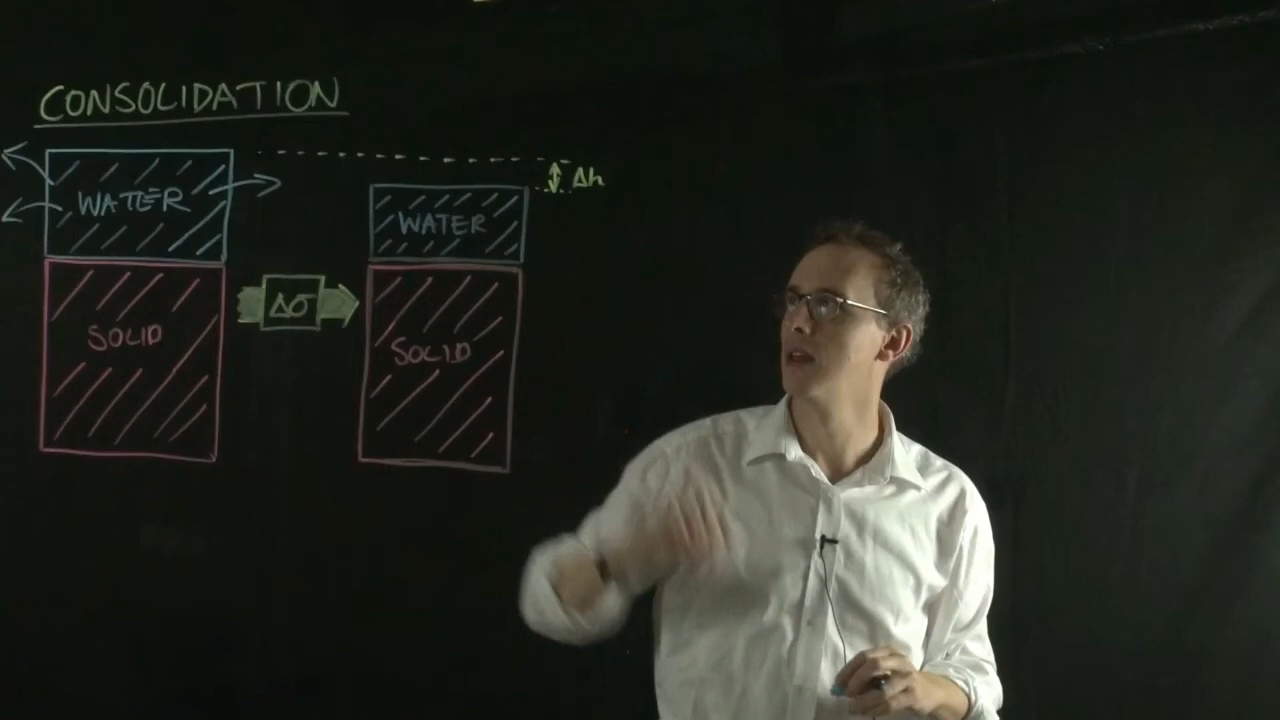 CONSOLIDATION
WATER
WATER
Δh
Δσ
SOLID
SOLID